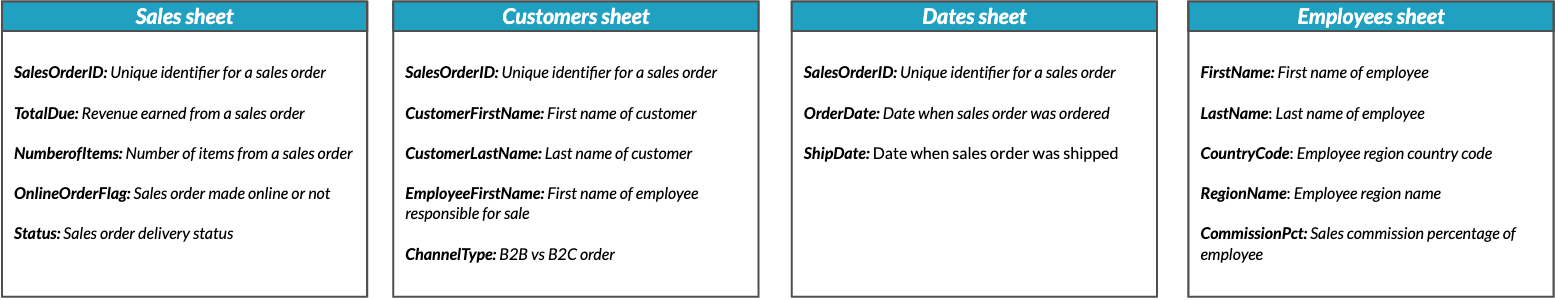 Sales sheet
SalesOrderID: Unique identifier for a sales order
TotalDue: Revenue earned from a sales order
NumberofItems: Number of items from a sales order
OnlineOrderFlag: Sales order made online or not
Status: Sales order delivery status
Customers sheet
SalesOrderID: Unique identifier for a sales order
CustomerFirstName: First name of customer
CustomerLastName: Last name of customer
EmployeeFirstName: First name of employee
responsible for sale
ChannelType: B2B vs B2C order
Dates sheet
SalesOrderID: Unique identifier for a sales order
OrderDate: Date when sales order was ordered
ShipDate: Date when sales order was shipped
Employees sheet
FirstName: First name of employee
LastName: Last name of employee
CountryCode: Employee region country code
RegionName: Employee region name
CommissionPct: Sales commission percentage of
employee